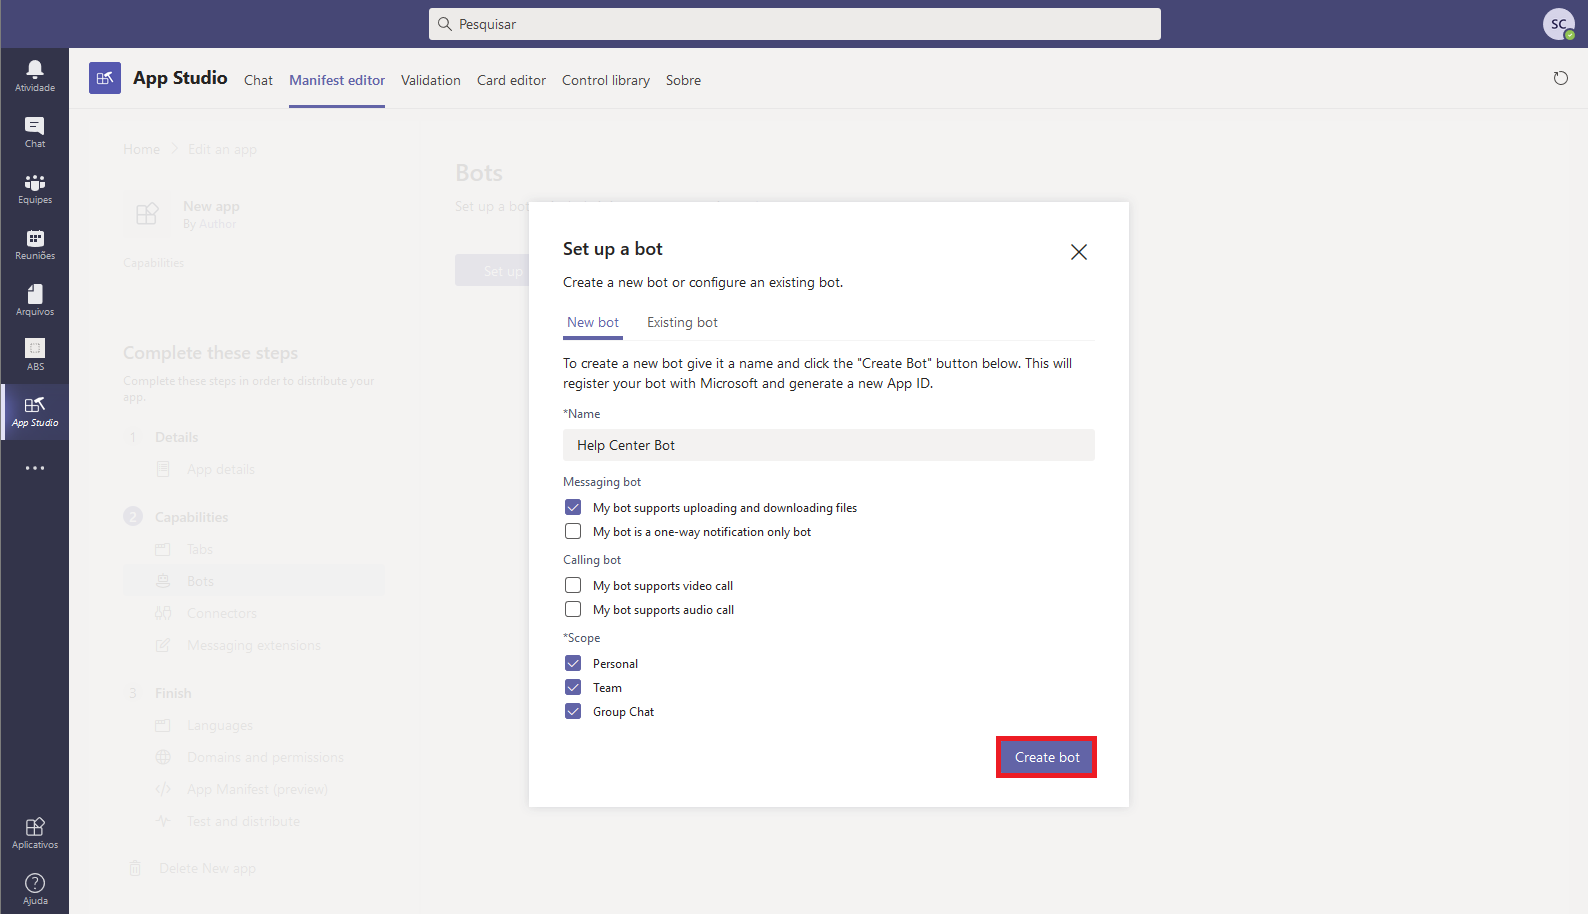 Pesquisar
SC
Atividade
Chat
Equipes
Reuniões
Arquivos
ABS
App Studio
Aplicativos
Ajuda
App Studio
Chat
Manifest editor
Validation
Card editor
Control library
Sobre
Home
Edit an app
New app
By Author
Capabilities
Complete these steps
Complete these steps in order to distribute your
app.
1 Details
App details
2 Capabilities
Tabs
Bots
Connectors
Messaging extensions
3 Finish
Languages
Domains and permissions
App Manifest (preview)
Test and distribute
Delete New app
Bots
Set up a bot
Set up
Set up a bot
Create a new bot or configure an existing bot.
New bot
Existing bot
To create a new bot give it a name and click the "Create Bot" button below. This will
register your bot with Microsoft and generate a new App ID.
*Name
Help Center Bot
Messaging bot
My bot supports uploading and downloading files
My bot is a one-way notification only bot
Calling bot
My bot supports video call
My bot supports audio call
*Scope
Personal
Team
Group Chat
Create bot